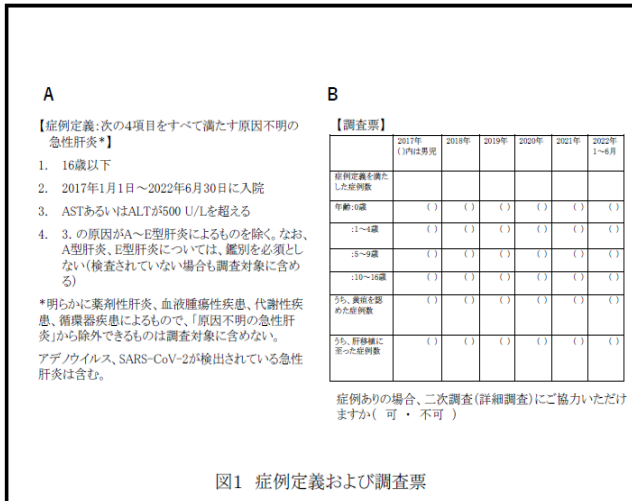 A
【症例定義:次の4項目をすべて満たす原因不明の
急性肝炎*】
1. 16歳以下
2. 2017年1月1日～2022年6月30日に入院
3. ASTあるいはALTが500 U/Lを超える
4. 3. の原因がA～E型肝炎によるものを除く。なお、
A型肝炎、E型肝炎については、鑑別を必須とし
ない(検査されていない場合も調査対象に含め
る)
*明らかに薬剤性肝炎、血液腫瘍性疾患、代謝性疾
患、循環器疾患によるもので、「原因不明の急性肝
炎」から除外できるものは調査対象に含めない。
アデノウイルス、SARS-CoV-2が検出されている急性
肝炎は含む。
B
【調査票】
2017年 2018年 2019年 2020年 2021年 2022年
()内は男児 1～6月
症例定義を満た
した症例数
年齢:0歳 ( ) ( ) ( ) ( ) ( ) ( )
:1～4歳 ( ) ( ) ( ) ( ) ( ) ( )
:5～9歳 ( ) ( ) ( ) ( ) ( ) ( )
:10～16歳 ( ) ( ) ( ) ( ) ( ) ( )
うち、黄疸を認 ( ) ( ) ( ) ( ) ( ) ( )
めた症例数
うち、肝移植に ( ) ( ) ( ) ( ) ( ) ( )
至った症例数
症例ありの場合、二次調査(詳細調査)にご協力いただけ
ますか( 可 ・ 不可 )
図1 症例定義および調査票